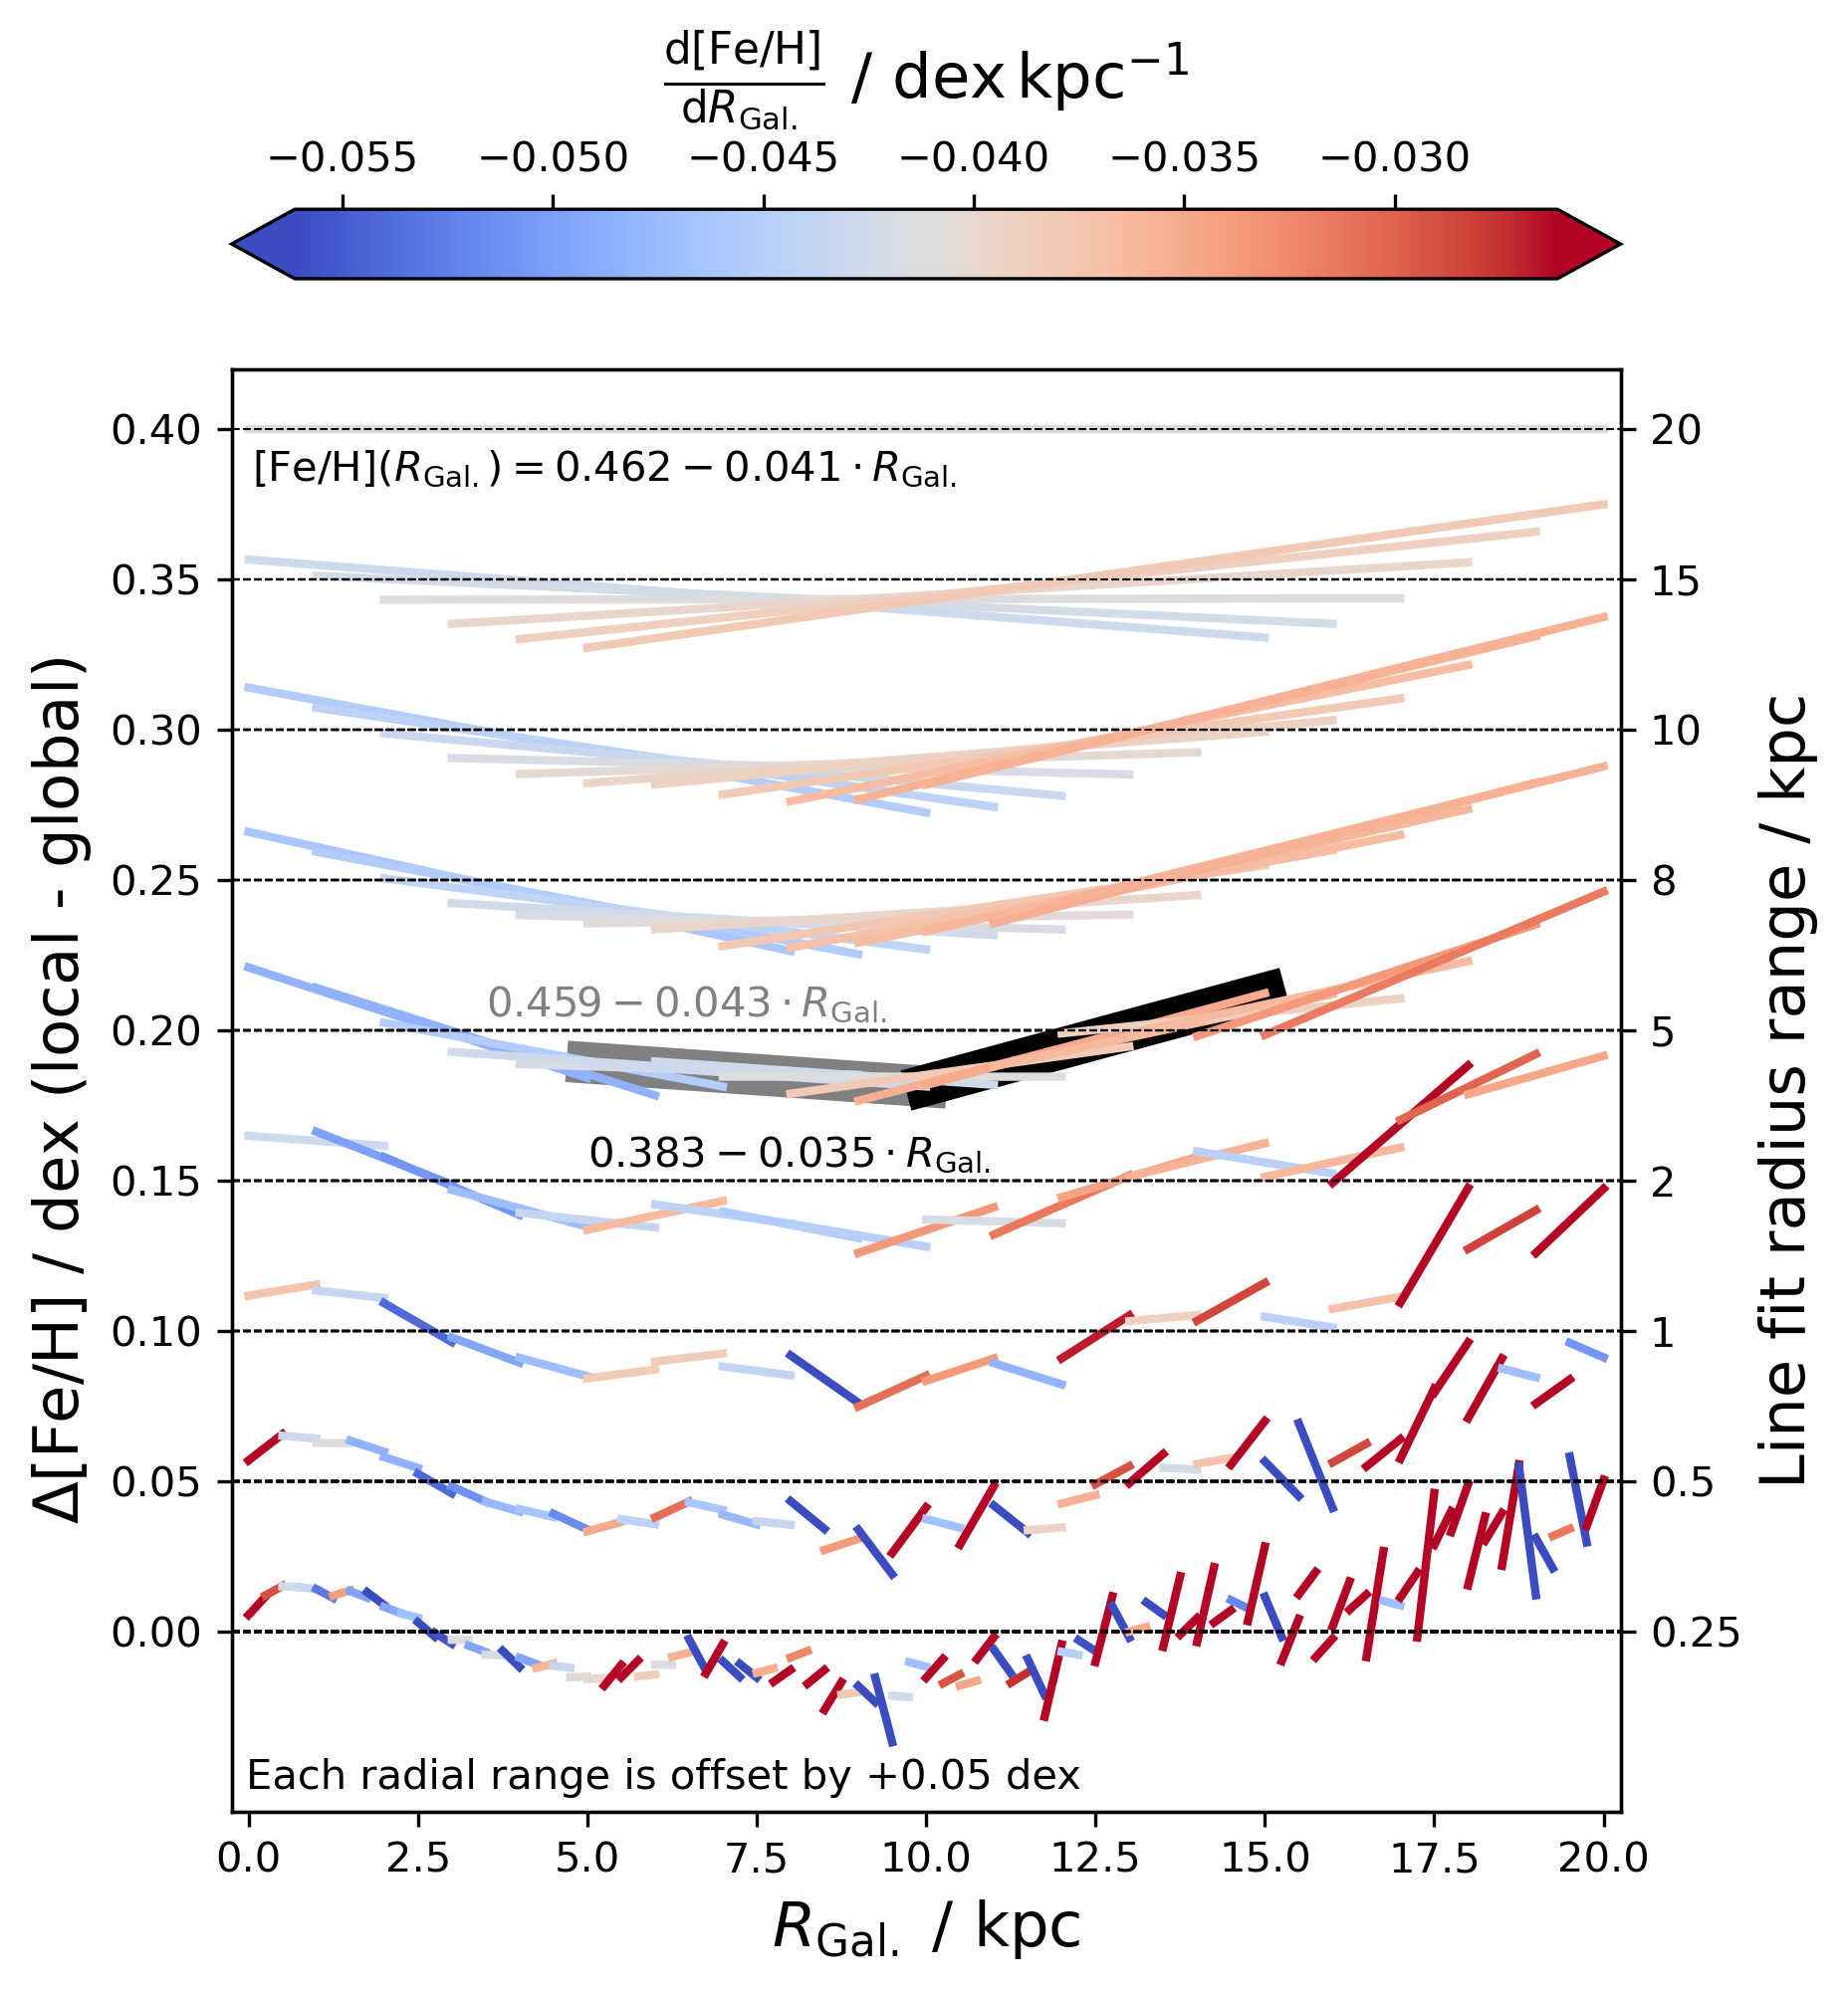 d[Fe/H]
dR_Gal. / dex kpc⁻¹
−0.055 −0.050 −0.045 −0.040 −0.035 −0.030
0.40 20
[Fe/H](R_Gal.) = 0.462 − 0.041 · R_Gal.
0.35 15
0.30 10
0.25 8
0.459 − 0.043 · R_Gal.
0.20 5
0.383 − 0.035 · R_Gal.
0.15 2
0.10 1
0.05 0.5
0.00 0.25
Each radial range is offset by +0.05 dex
0.0 2.5 5.0 7.5 10.0 12.5 15.0 17.5 20.0
R_Gal. / kpc
Δ[Fe/H] / dex (local - global)
Line fit radius range / kpc